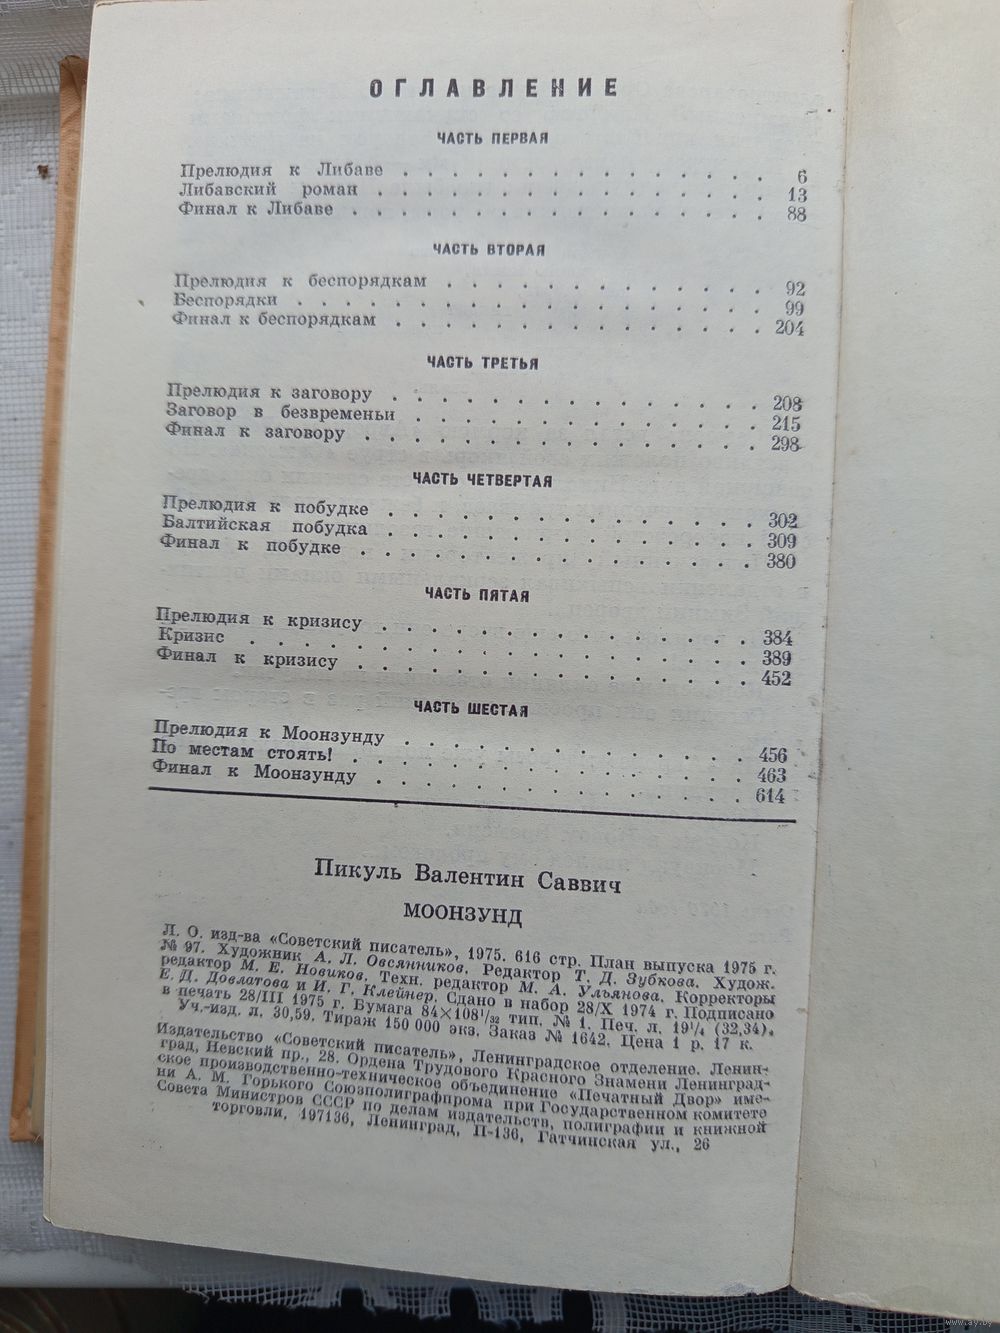 ОГЛАВЛЕНИЕ
ЧАСТЬ ПЕРВАЯ
Прелюдия к Либаве . . . . . . . . . . . . . . . 6
Либавский роман . . . . . . . . . . . . . . . 13
Финал к Либаве . . . . . . . . . . . . . . . 88
ЧАСТЬ ВТОРАЯ
Прелюдия к беспорядкам . . . . . . . . . . . . . 92
Беспорядки . . . . . . . . . . . . . . . . . 99
Финал к беспорядкам . . . . . . . . . . . . . . 204
ЧАСТЬ ТРЕТЬЯ
Прелюдия к заговору . . . . . . . . . . . . . . 208
Заговор в безвременьи . . . . . . . . . . . . . 215
Финал к заговору . . . . . . . . . . . . . . . 298
ЧАСТЬ ЧЕТВЕРТАЯ
Прелюдия к побудке . . . . . . . . . . . . . . 302
Балтийская побудка . . . . . . . . . . . . . . 309
Финал к побудке . . . . . . . . . . . . . . . 380
ЧАСТЬ ПЯТАЯ
Прелюдия к кризису . . . . . . . . . . . . . . 384
Кризис . . . . . . . . . . . . . . . . . . . 389
Финал к кризису . . . . . . . . . . . . . . . 452
ЧАСТЬ ШЕСТАЯ
Прелюдия к Моонзунду . . . . . . . . . . . . . 456
По местам стоять! . . . . . . . . . . . . . . . 463
Финал к Моонзунду . . . . . . . . . . . . . . 614
Пикуль Валентин Саввич
МООНЗУНД
Л. О. изд-ва «Советский писатель», 1975. 616 стр. План выпуска 1975 г.
№ 97. Художник А. Л. Овсянников. Редактор Т. Д. Зубкова. Худож.
редактор М. Е. Новиков. Техн. редактор М. А. Ульянова. Корректоры
Е. Д. Довлатова и И. Г. Клейнер. Сдано в набор 28/X 1974 г. Подписано
в печать 28/III 1975 г. Бумага 84×108¹/₃₂ тип. № 1. Печ. л. 19¹/₄ (32,34).
Уч.-изд. л. 30,59. Тираж 150 000 экз. Заказ № 1642. Цена 1 р. 17 к.
Издательство «Советский писатель», Ленинградское отделение. Ленин-
град, Невский пр., 28. Ордена Трудового Красного Знамени Ленинград-
ское производственно-техническое объединение «Печатный Двор» име-
ни А. М. Горького Союзполиграфпрома при Государственном комитете
Совета Министров СССР по делам издательств, полиграфии и книжной
торговли, 197136, Ленинград, П-136, Гатчинская ул., 26
www.ay.by